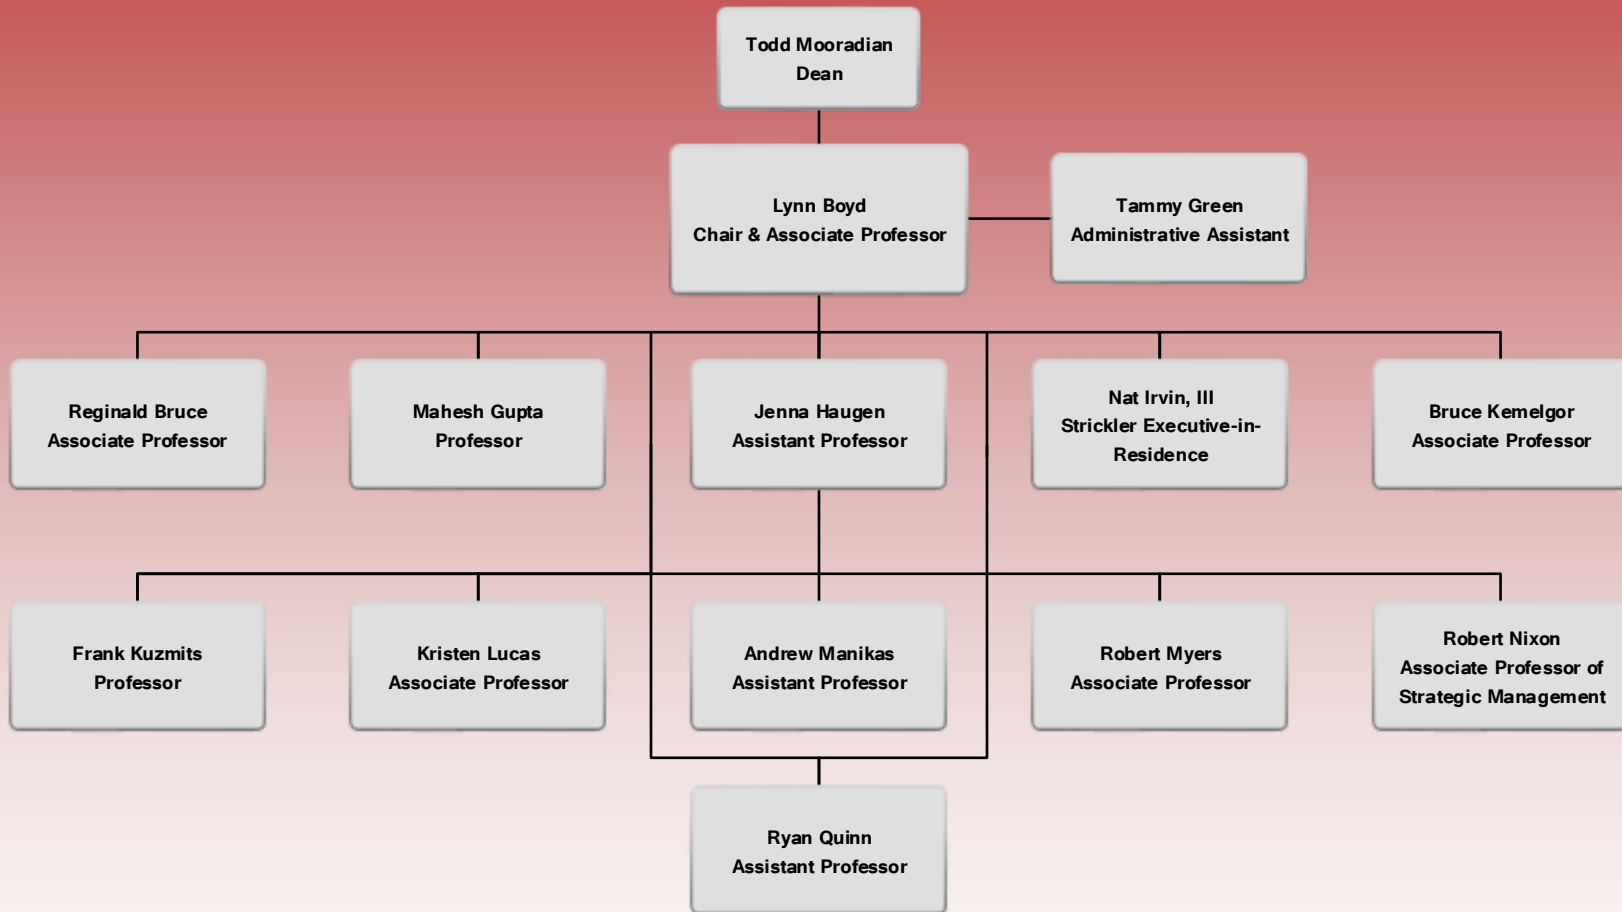 Todd Mooradian
Dean
Lynn Boyd
Chair & Associate Professor
Tammy Green
Administrative Assistant
Reginald Bruce
Associate Professor
Mahesh Gupta
Professor
Jenna Haugen
Assistant Professor
Nat Irvin, III
Strickler Executive-in-
Residence
Bruce Kemelgor
Associate Professor
Frank Kuzmits
Professor
Kristen Lucas
Associate Professor
Andrew Manikas
Assistant Professor
Robert Myers
Associate Professor
Robert Nixon
Associate Professor of
Strategic Management
Ryan Quinn
Assistant Professor